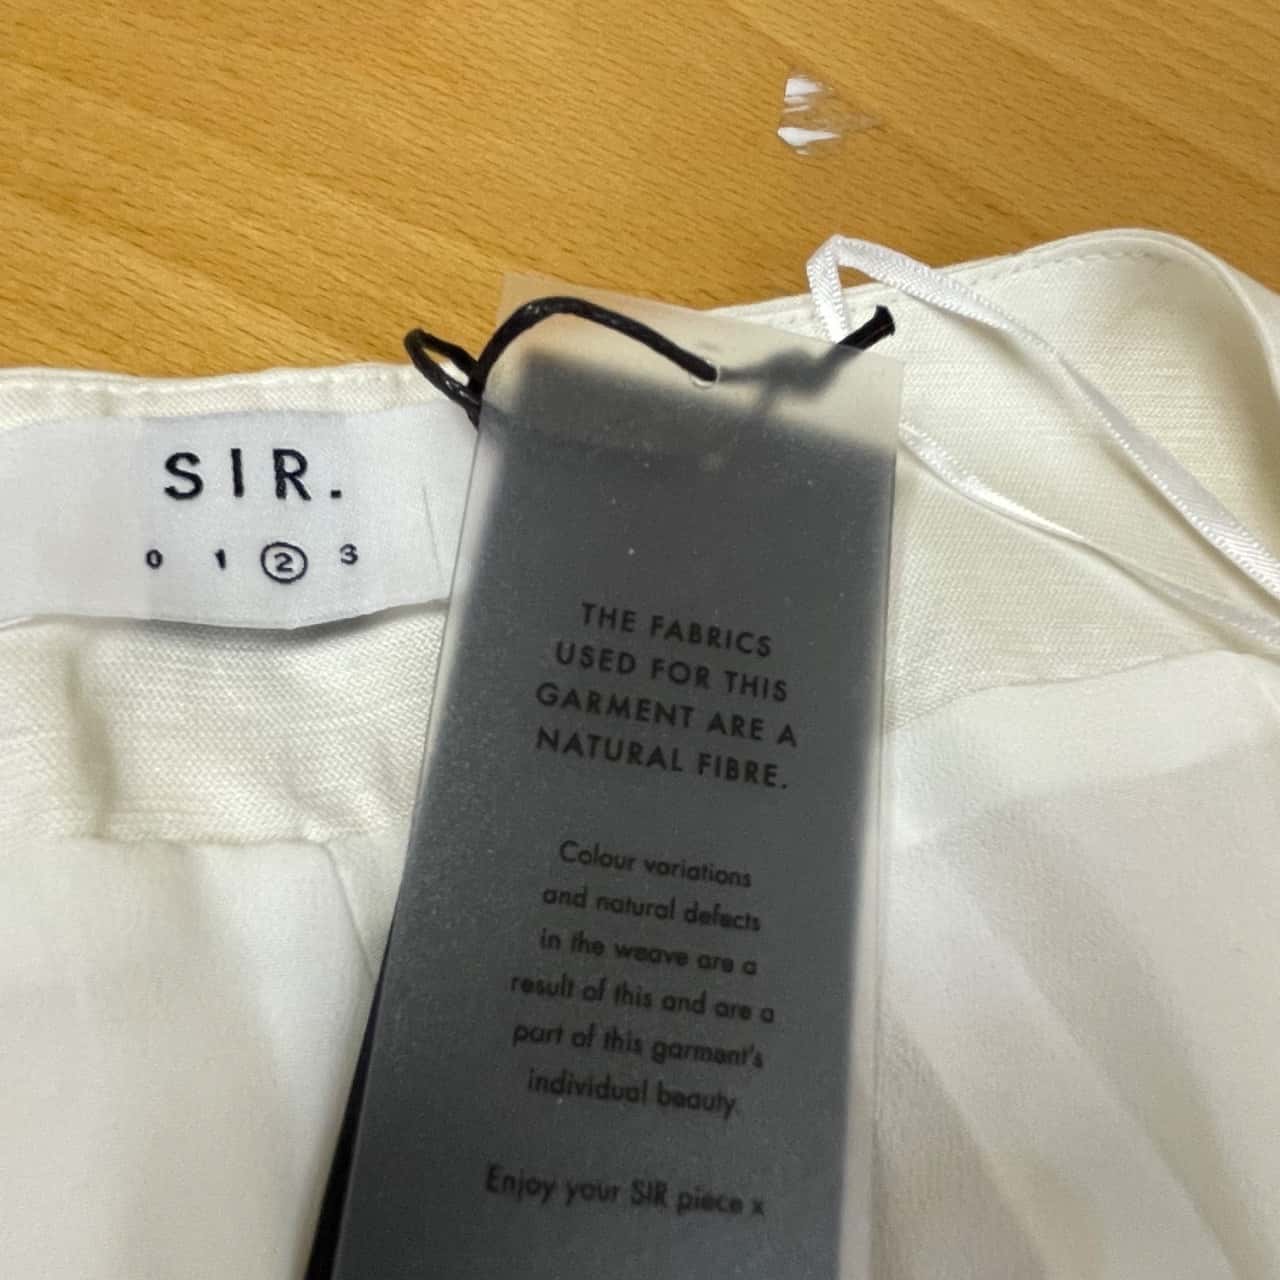 SIR.
0 1 2 3
THE FABRICS
USED FOR THIS
GARMENT ARE A
NATURAL FIBRE.
Colour variations
and natural defects
in the weave are a
result of this and are a
part of this garment's
individual beauty.
Enjoy your SIR piece x